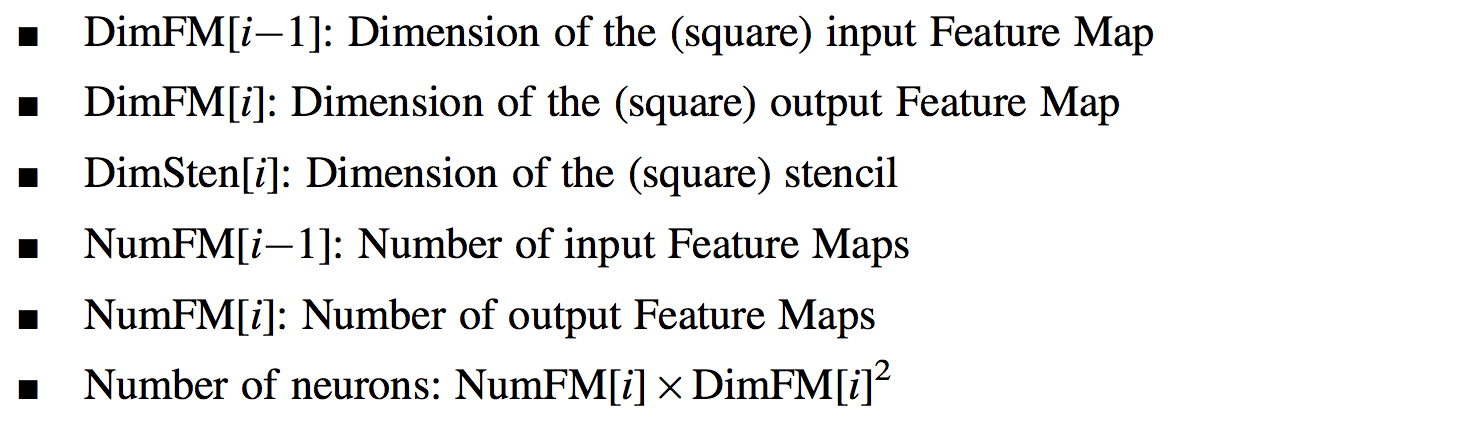 ■ DimFM[i−1]: Dimension of the (square) input Feature Map
■ DimFM[i]: Dimension of the (square) output Feature Map
■ DimSten[i]: Dimension of the (square) stencil
■ NumFM[i−1]: Number of input Feature Maps
■ NumFM[i]: Number of output Feature Maps
■ Number of neurons: NumFM[i] × DimFM[i]²